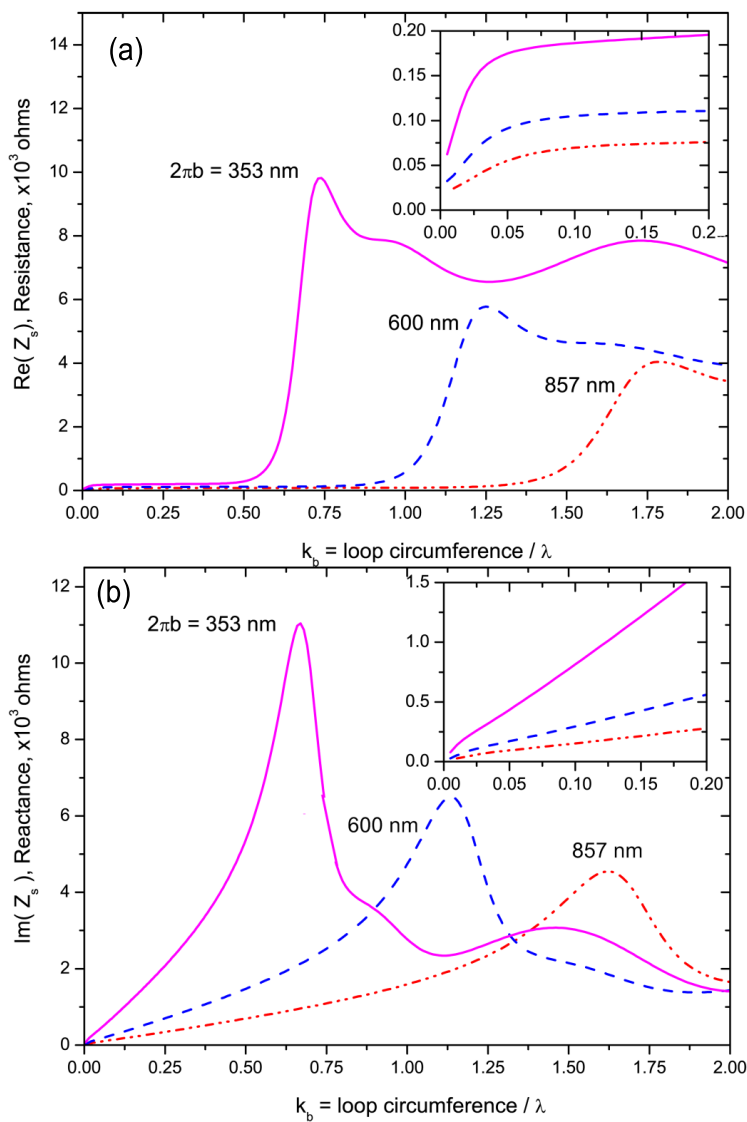 (a)
14
12
10
8
6
4
2
0
Re( Zₛ), Resistance, x10³ ohms
2πb = 353 nm
600 nm
857 nm
0.20
0.15
0.10
0.05
0.00
0.00 0.05 0.10 0.15 0.2
0.00 0.25 0.50 0.75 1.00 1.25 1.50 1.75 2.00
k_b = loop circumference / λ
(b)
12
10
8
6
4
2
0
Im( Zₛ), Reactance, x10³ ohms
2πb = 353 nm
600 nm
857 nm
1.5
1.0
0.5
0.0
0.00 0.05 0.10 0.15 0.20
0.00 0.25 0.50 0.75 1.00 1.25 1.50 1.75 2.00
k_b = loop circumference / λ